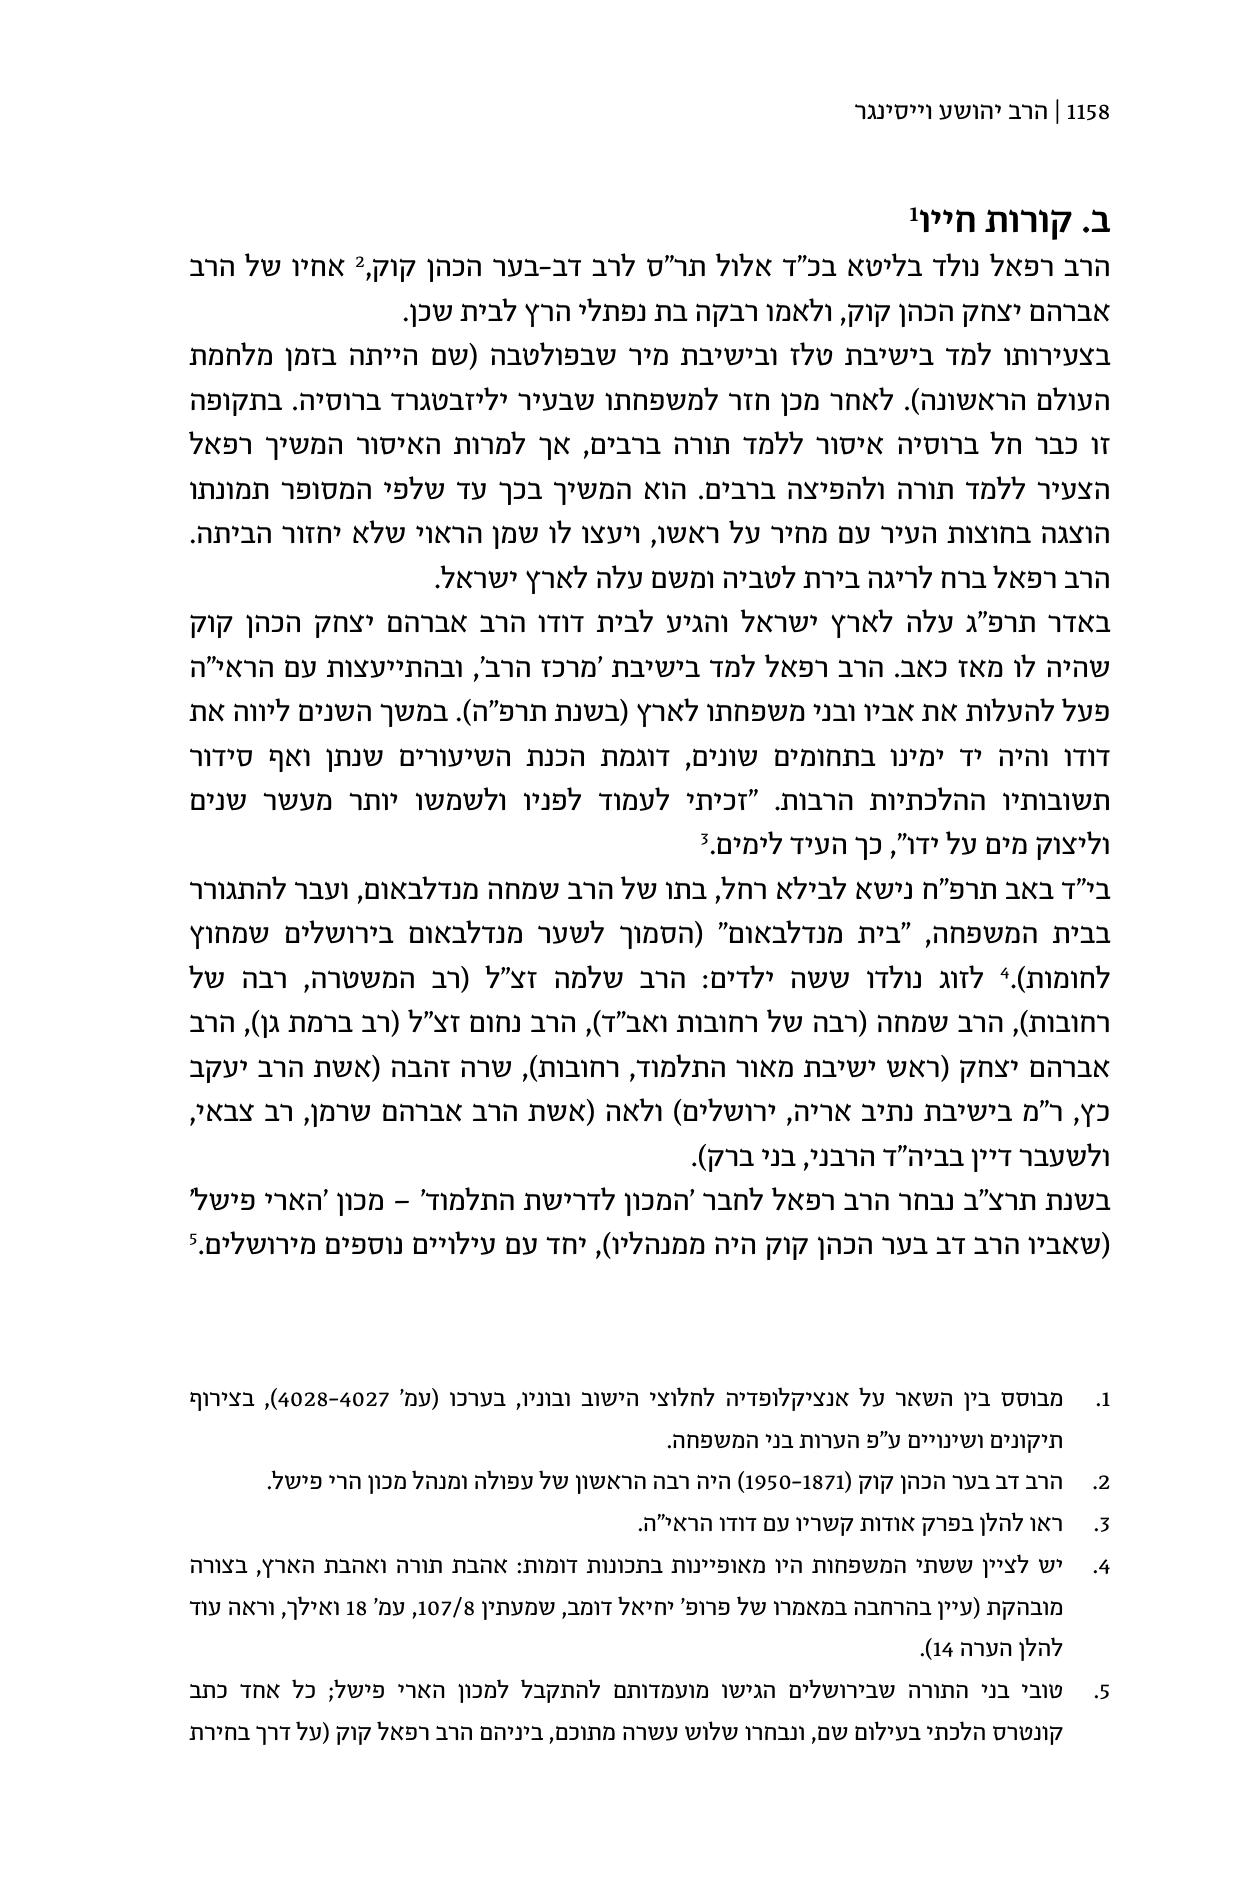 1158 | הרב יהושע וייסינגר
ב. קורות חייו1
הרב רפאל נולד בליטא בכ"ד אלול תר"ס לרב דב-בער הכהן קוק,2 אחיו של הרב
אברהם יצחק הכהן קוק, ולאמו רבקה בת נפתלי הרץ לבית שכן.
בצעירותו למד בישיבת טלז ובישיבת מיר שבפולטבה (שם הייתה בזמן מלחמת
העולם הראשונה). לאחר מכן חזר למשפחתו שבעיר יליזבטגרד ברוסיה. בתקופה
זו כבר חל ברוסיה איסור ללמד תורה ברבים, אך למרות האיסור המשיך רפאל
הצעיר ללמד תורה ולהפיצה ברבים. הוא המשיך בכך עד שלפי המסופר תמונתו
הוצגה בחוצות העיר עם מחיר על ראשו, ויעצו לו שמן הראוי שלא יחזור הביתה.
הרב רפאל ברח לריגה בירת לטביה ומשם עלה לארץ ישראל.
באדר תרפ"ג עלה לארץ ישראל והגיע לבית דודו הרב אברהם יצחק הכהן קוק
שהיה לו מאז כאב. הרב רפאל למד בישיבת 'מרכז הרב', ובהתייעצות עם הראי"ה
פעל להעלות את אביו ובני משפחתו לארץ (בשנת תרפ"ה). במשך השנים ליווה את
דודו והיה יד ימינו בתחומים שונים, דוגמת הכנת השיעורים שנתן ואף סידור
תשובותיו ההלכתיות הרבות. "זכיתי לעמוד לפניו ולשמשו יותר מעשר שנים
וליצוק מים על ידו", כך העיד לימים.3
בי"ד באב תרפ"ח נישא לבילא רחל, בתו של הרב שמחה מנדלבאום, ועבר להתגורר
בבית המשפחה, "בית מנדלבאום" (הסמוך לשער מנדלבאום בירושלים שמחוץ
לחומות).4 לזוג נולדו ששה ילדים: הרב שלמה זצ"ל (רב המשטרה, רבה של
רחובות), הרב שמחה (רבה של רחובות ואב"ד), הרב נחום זצ"ל (רב ברמת גן), הרב
אברהם יצחק (ראש ישיבת מאור התלמוד, רחובות), שרה זהבה (אשת הרב יעקב
כץ, ר"מ בישיבת נתיב אריה, ירושלים) ולאה (אשת הרב אברהם שרמן, רב צבאי,
ולשעבר דיין בביה"ד הרבני, בני ברק).
בשנת תרצ"ב נבחר הרב רפאל לחבר 'המכון לדרישת התלמוד' – מכון 'הארי פישל'
(שאביו הרב דב בער הכהן קוק היה ממנהליו), יחד עם עילויים נוספים מירושלים.5
1. מבוסס בין השאר על אנציקלופדיה לחלוצי הישוב ובוניו, בערכו (עמ' 4027–4028), בצירוף
תיקונים ושינויים ע"פ הערות בני המשפחה.
2. הרב דב בער הכהן קוק (1871–1950) היה רבה הראשון של עפולה ומנהל מכון הרי פישל.
3. ראו להלן בפרק אודות קשריו עם דודו הראי"ה.
4. יש לציין ששתי המשפחות היו מאופיינות בתכונות דומות: אהבת תורה ואהבת הארץ, בצורה
מובהקת (עיין בהרחבה במאמרו של פרופ' יחיאל דומב, שמעתין 107/8, עמ' 18 ואילך, וראה עוד
להלן הערה 14).
5. טובי בני התורה שבירושלים הגישו מועמדותם להתקבל למכון הארי פישל; כל אחד כתב
קונטרס הלכתי בעילום שם, ונבחרו שלוש עשרה מתוכם, ביניהם הרב רפאל קוק (על דרך בחירת